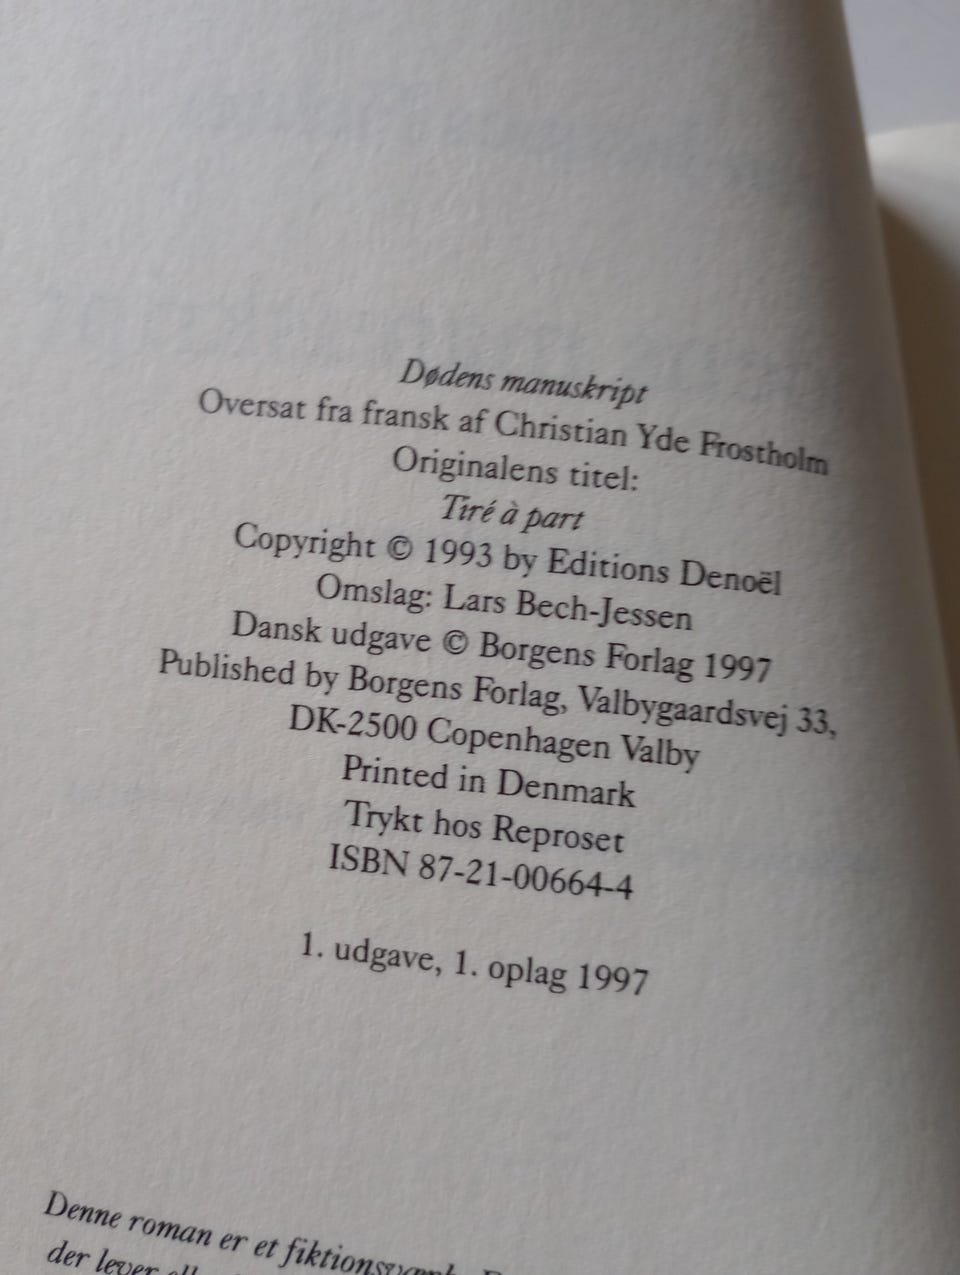 Dødens manuskript
Oversat fra fransk af Christian Yde Frostholm
Originalens titel:
Tiré à part
Copyright © 1993 by Editions Denoël
Omslag: Lars Bech-Jessen
Dansk udgave © Borgens Forlag 1997
Published by Borgens Forlag, Valbygaardsvej 33,
DK-2500 Copenhagen Valby
Printed in Denmark
Trykt hos Reproset
ISBN 87-21-00664-4
1. udgave, 1. oplag 1997
Denne roman er et
der lever